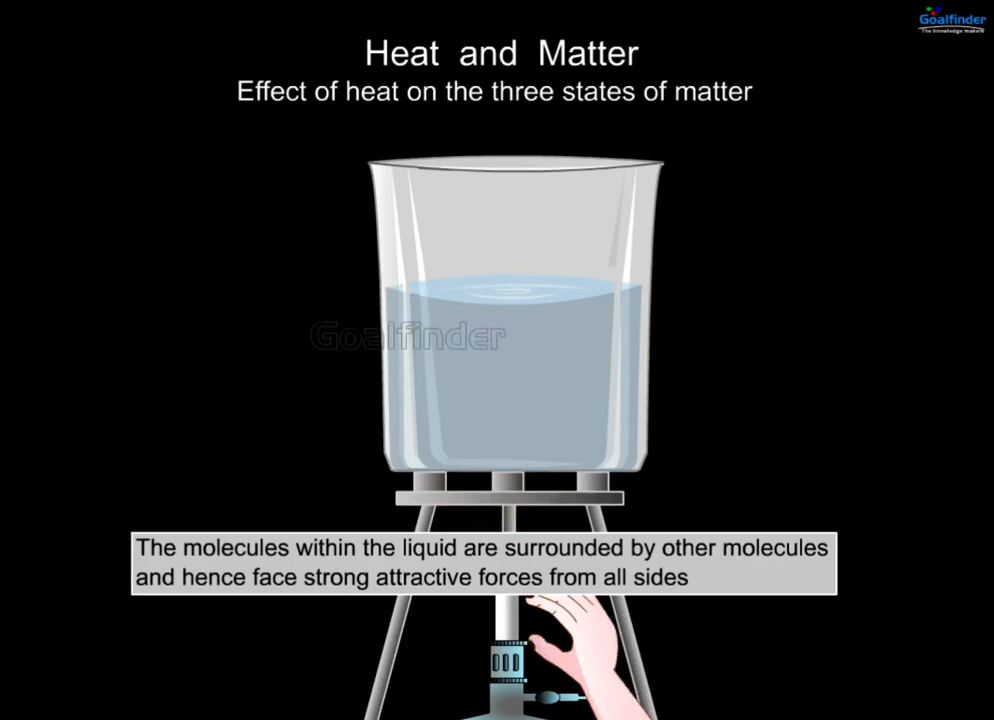 Goalfinder
The knowledge makers
Heat and Matter
Effect of heat on the three states of matter
Goalfinder
The molecules within the liquid are surrounded by other molecules
and hence face strong attractive forces from all sides